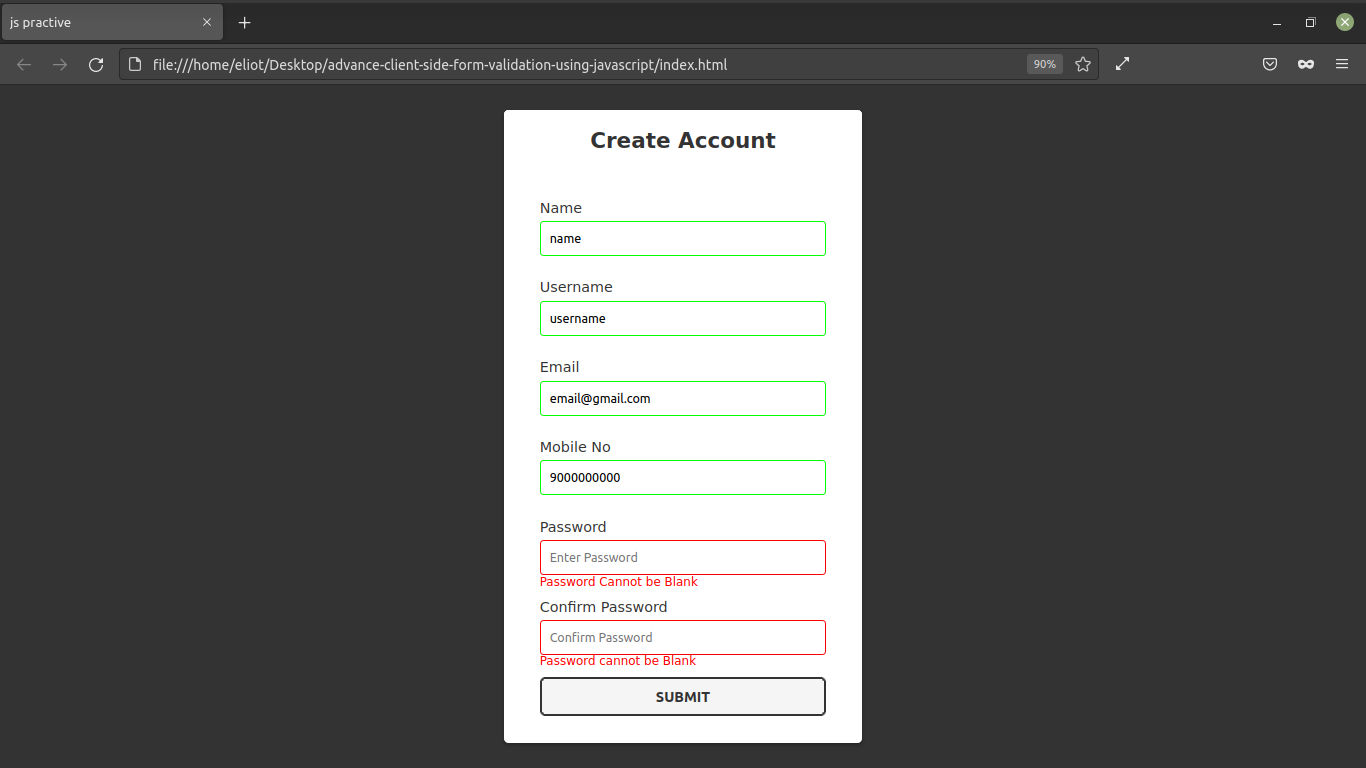 js practive
file:///home/eliot/Desktop/advance-client-side-form-validation-using-javascript/index.html
90%
Create Account
Name
name
Username
username
Email
email@gmail.com
Mobile No
9000000000
Password
Enter Password
Password Cannot be Blank
Confirm Password
Confirm Password
Password cannot be Blank
SUBMIT